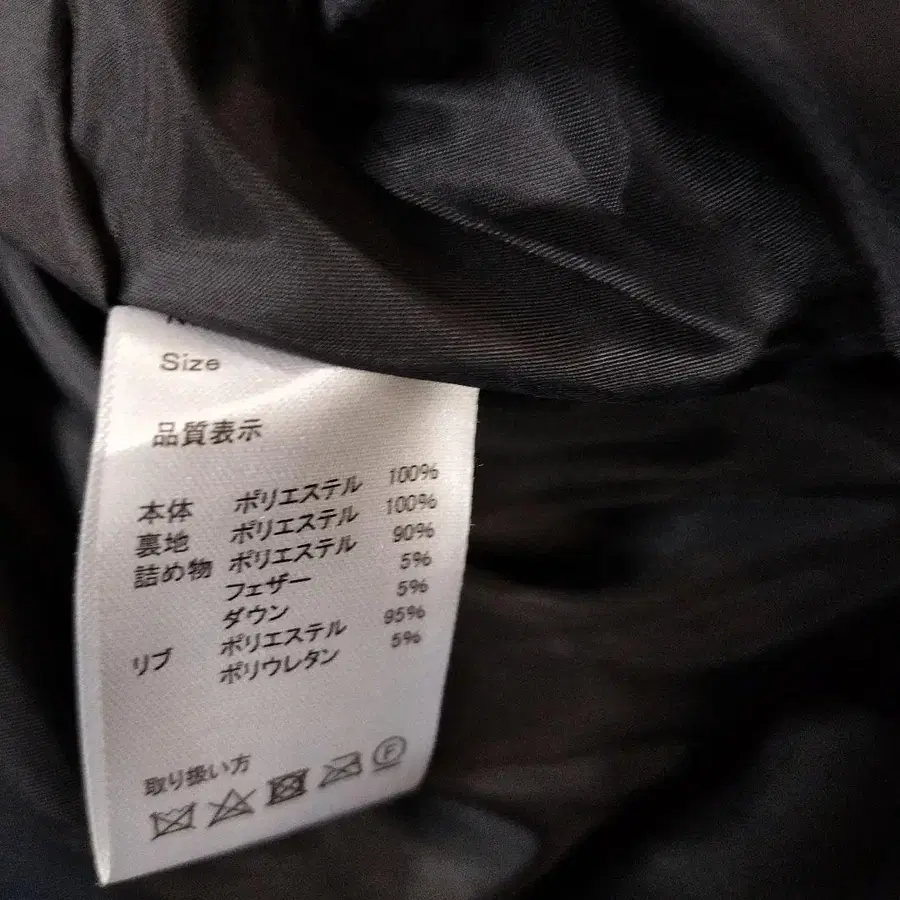 Size
品質表示
本体 ポリエステル 100%
裏地 ポリエステル 100%
詰め物 ポリエステル 90%
フェザー 5%
ダウン 5%
リブ ポリエステル 95%
ポリウレタン 5%
取り扱い方
F